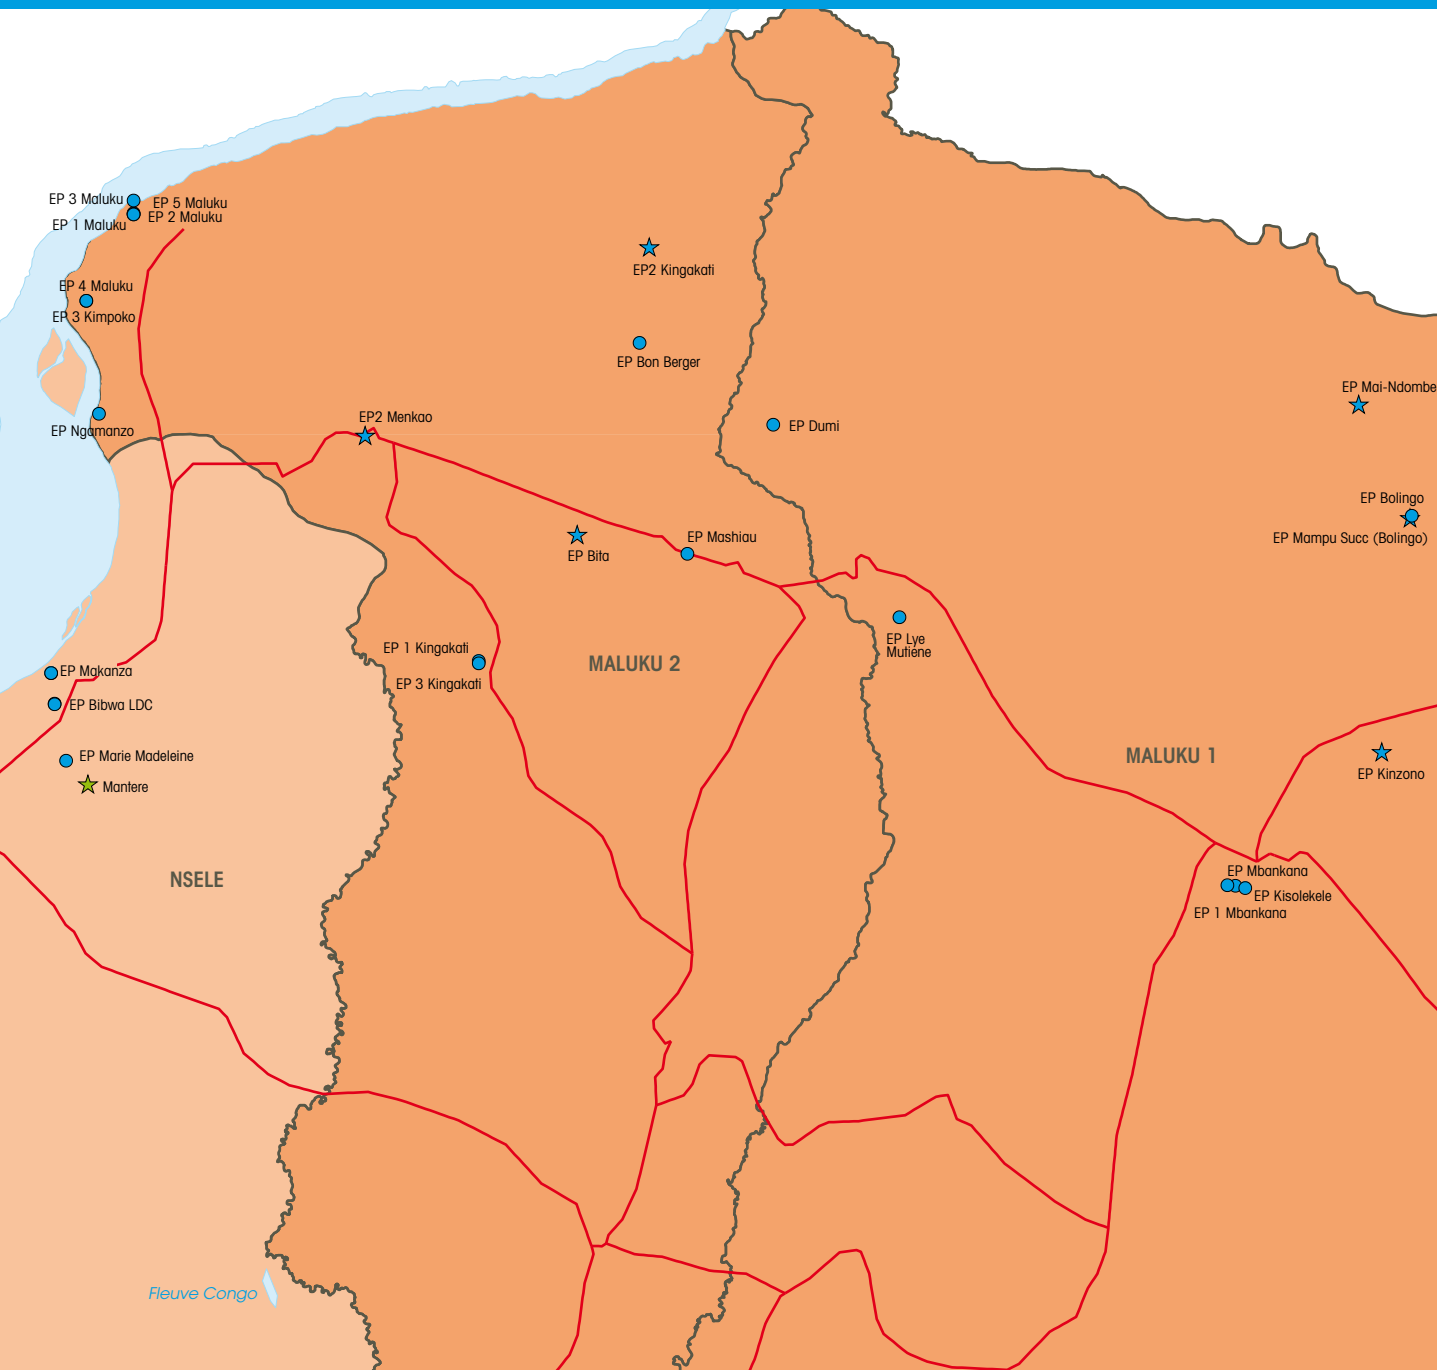 EP 3 Maluku
EP 5 Maluku
EP 2 Maluku
EP 1 Maluku
EP2 Kingakati
EP 4 Maluku
EP 3 Kimpoko
EP Bon Berger
EP Mai-Ndombe
EP2 Menkao
EP Ngamanzo
EP Dumi
EP Bolingo
EP Mampu Succ (Bolingo)
EP Mashiau
EP Bita
EP Lye
Mutiene
EP 1 Kingakati
MALUKU 2
EP Makanza
EP 3 Kingakati
EP Bibwa LDC
EP Marie Madeleine
MALUKU 1
EP Kinzono
Mantere
NSELE
EP Mbankana
EP Kisolekele
EP 1 Mbankana
Fleuve Congo